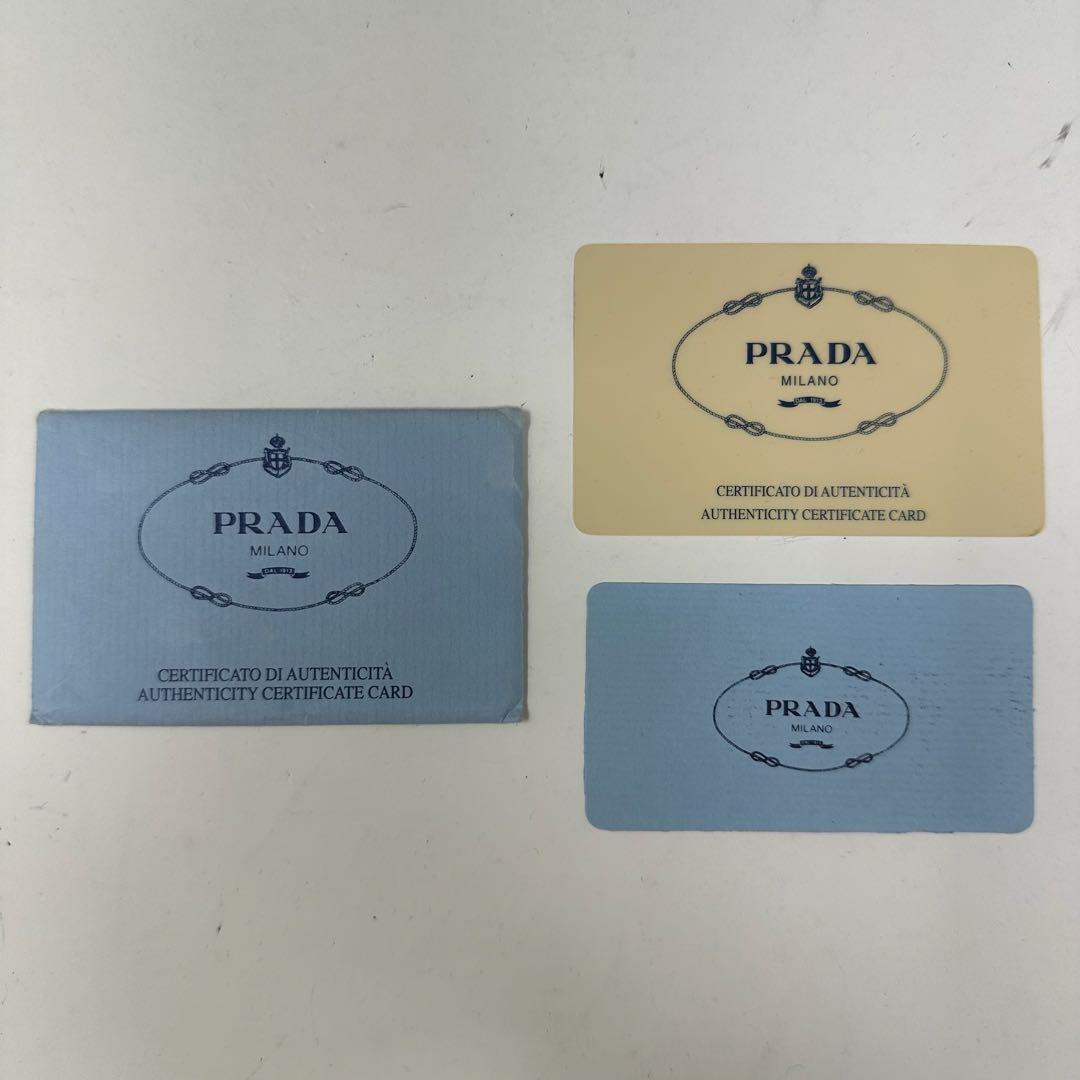 PRADA
MILANO
DAL 1913
CERTIFICATO DI AUTENTICITÀ
AUTHENTICITY CERTIFICATE CARD
PRADA
MILANO
DAL 1913
CERTIFICATO DI AUTENTICITÀ
AUTHENTICITY CERTIFICATE CARD
PRADA
MILANO